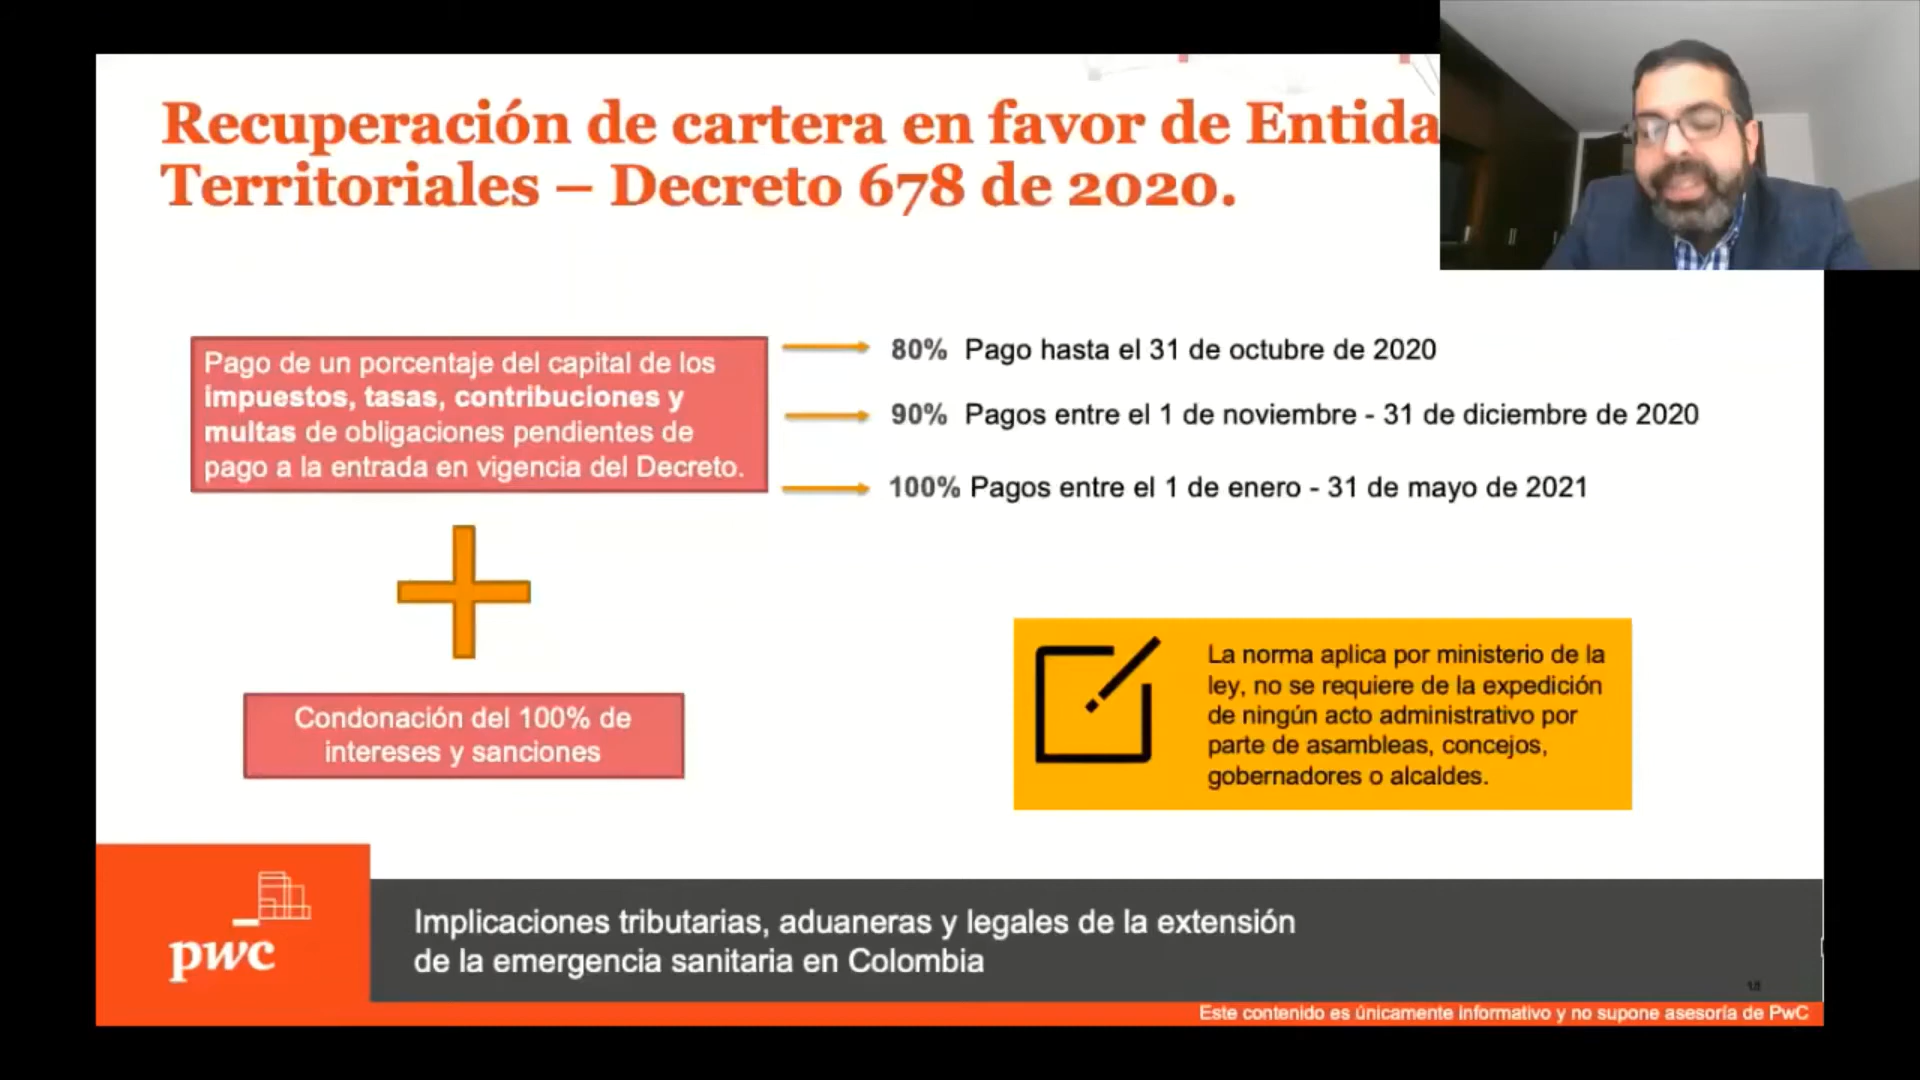 Recuperación de cartera en favor de Entida
Territoriales – Decreto 678 de 2020.
Pago de un porcentaje del capital de los
impuestos, tasas, contribuciones y
multas de obligaciones pendientes de
pago a la entrada en vigencia del Decreto.
80% Pago hasta el 31 de octubre de 2020
90% Pagos entre el 1 de noviembre - 31 de diciembre de 2020
100% Pagos entre el 1 de enero - 31 de mayo de 2021
Condonación del 100% de
intereses y sanciones
La norma aplica por ministerio de la
ley, no se requiere de la expedición
de ningún acto administrativo por
parte de asambleas, concejos,
gobernadores o alcaldes.
pwc
Implicaciones tributarias, aduaneras y legales de la extensión
de la emergencia sanitaria en Colombia
Este contenido es únicamente informativo y no supone asesoría de PwC